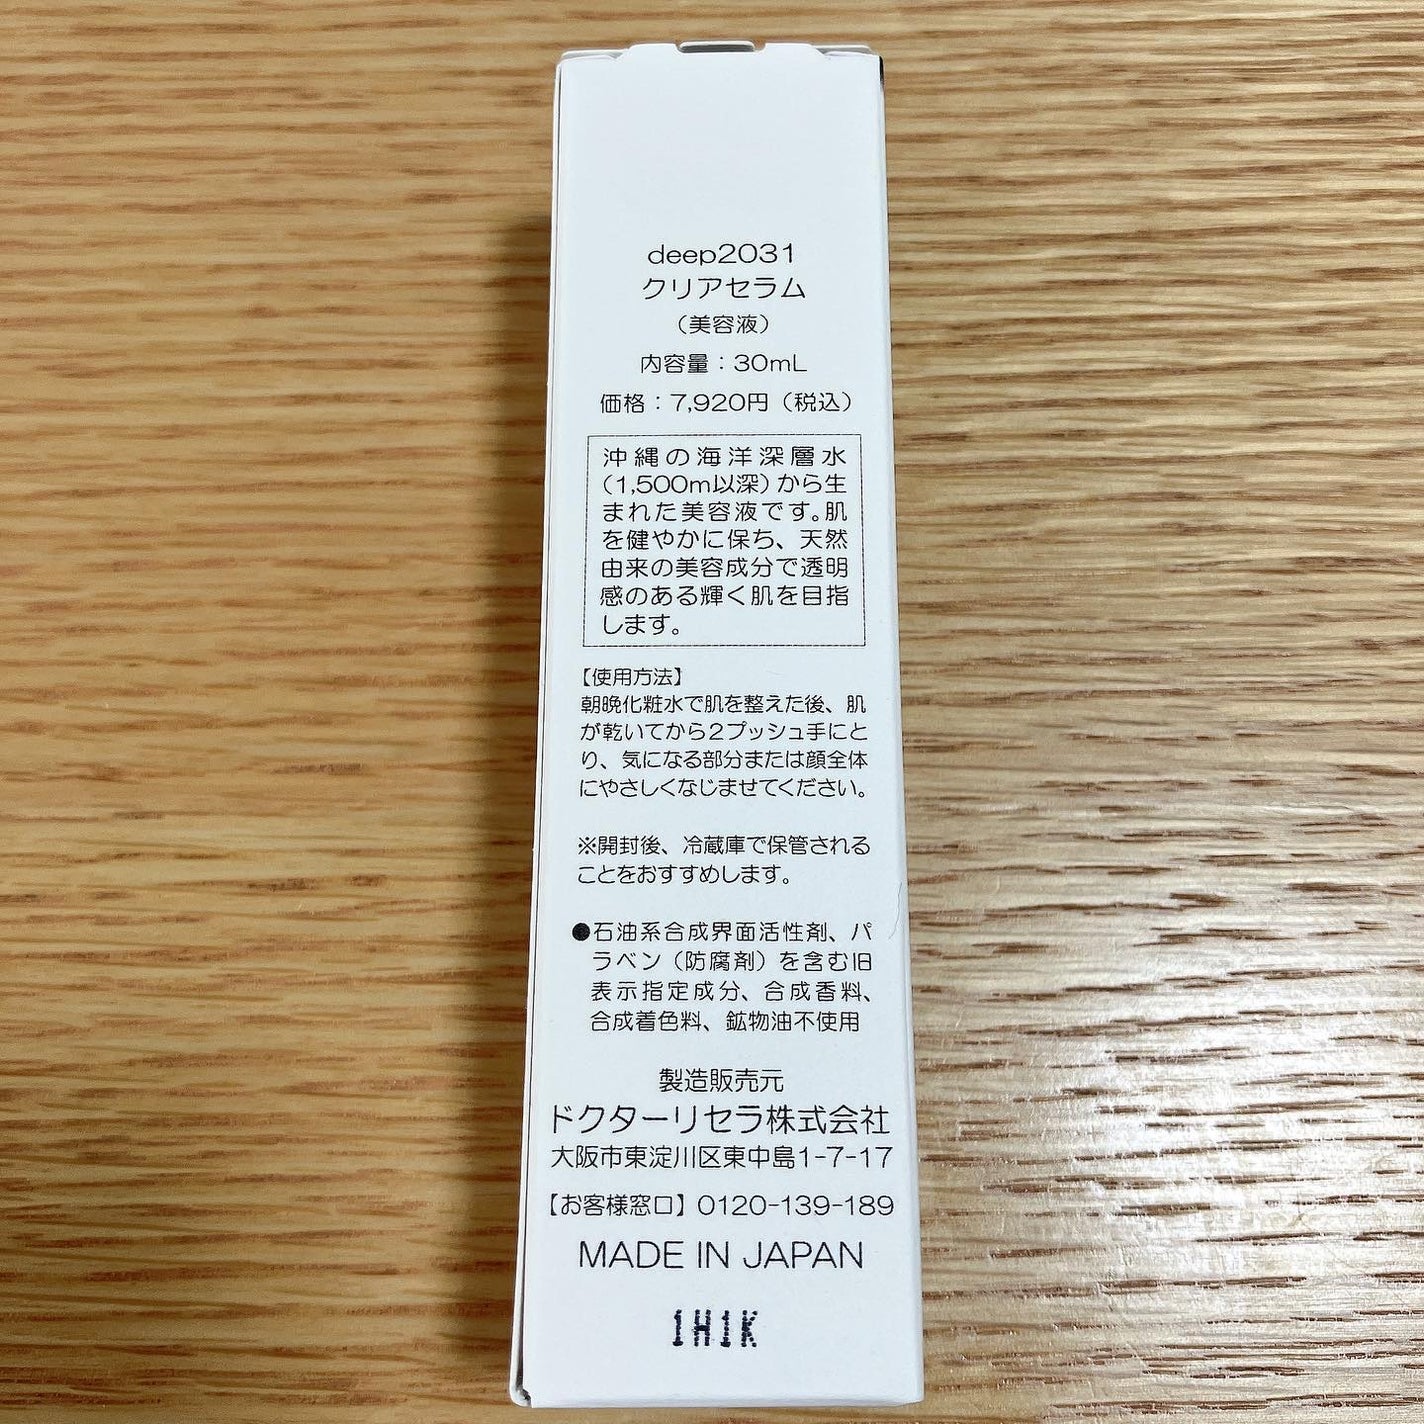 deep2031
クリアセラム
（美容液）
内容量：30mL
価格：7,920円（税込）
沖縄の海洋深層水
（1,500m以深）から生
まれた美容液です。肌
を健やかに保ち、天然
由来の美容成分で透明
感のある輝く肌を目指
します。
【使用方法】
朝晩化粧水で肌を整えた後、肌
が乾いてから2プッシュ手にと
り、気になる部分または顔全体
にやさしくなじませてください。
※開封後、冷蔵庫で保管される
ことをおすすめします。
●石油系合成界面活性剤、パ
ラベン（防腐剤）を含む旧
表示指定成分、合成香料、
合成着色料、鉱物油不使用
製造販売元
ドクターリセラ株式会社
大阪市東淀川区東中島1-7-17
【お客様窓口】0120-139-189
MADE IN JAPAN
1H1K